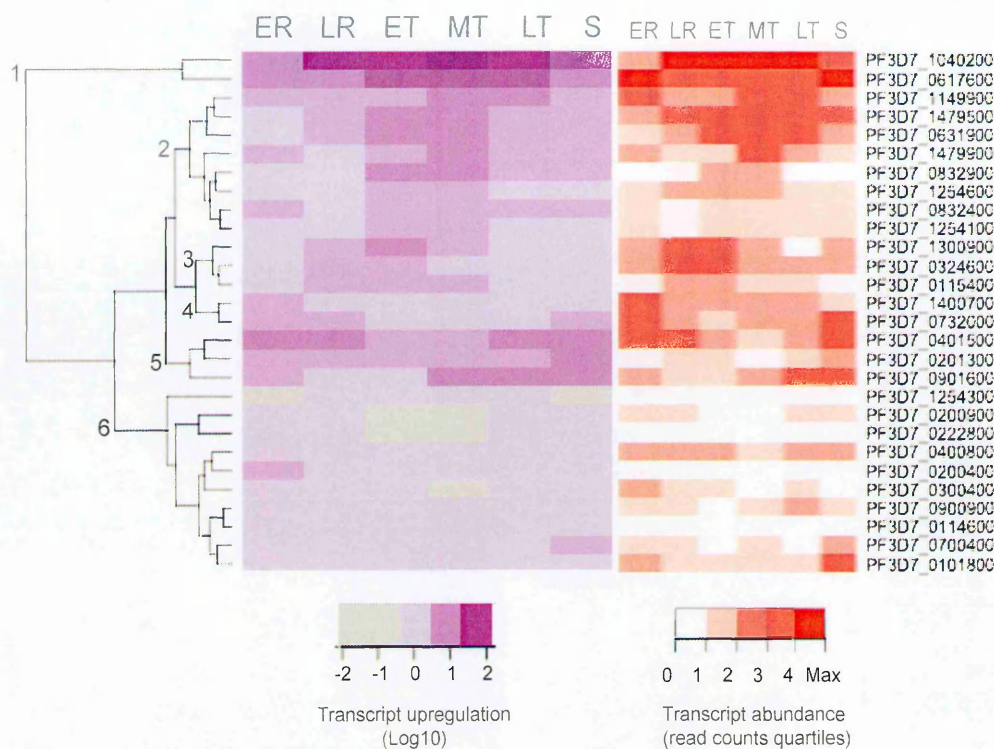 ER LR ET MT LT S
ER LR ET MT LT S
1
2
3
4
5
6
PF3D7_1040200
PF3D7_0617600
PF3D7_1149900
PF3D7_1479500
PF3D7_0631900
PF3D7_1479900
PF3D7_0832900
PF3D7_1254600
PF3D7_0832400
PF3D7_1254100
PF3D7_1300900
PF3D7_0324600
PF3D7_0115400
PF3D7_1400700
PF3D7_0732000
PF3D7_0401500
PF3D7_0201300
PF3D7_0901600
PF3D7_1254300
PF3D7_0200900
PF3D7_0222800
PF3D7_0400800
PF3D7_0200400
PF3D7_0300400
PF3D7_0900900
PF3D7_0114600
PF3D7_0700400
PF3D7_0101800
-2 -1 0 1 2
Transcript upregulation
(Log10)
0 1 2 3 4 Max
Transcript abundance
(read counts quartiles)